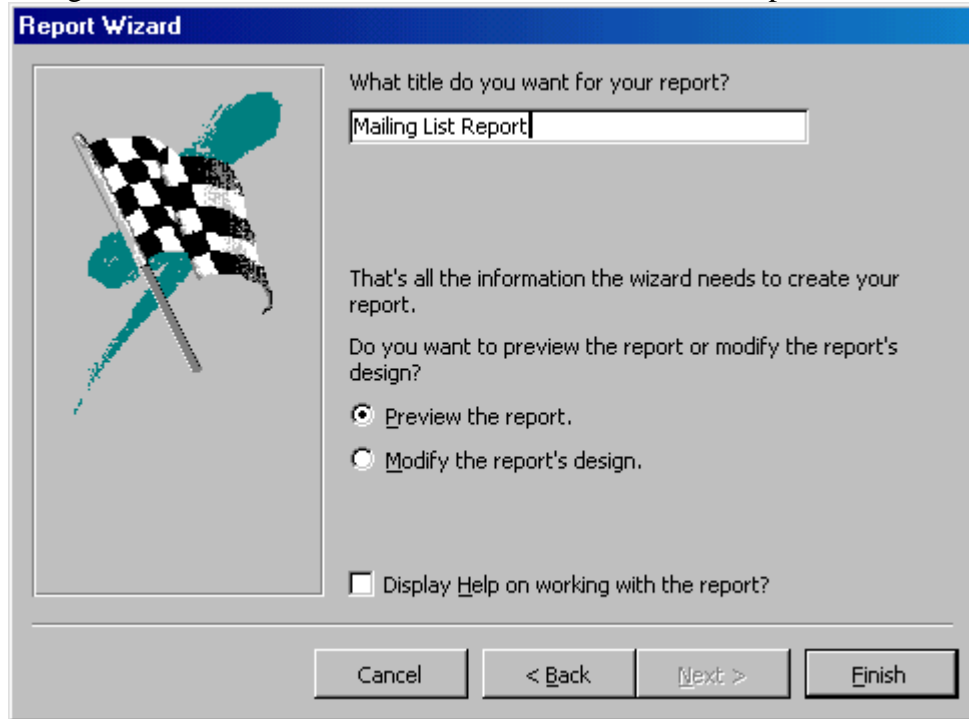 Report Wizard
What title do you want for your report?
Mailing List Report
That's all the information the wizard needs to create your
report.
Do you want to preview the report or modify the report's
design?
Preview the report.
Modify the report's design.
Display Help on working with the report?
Cancel
< Back
Next >
Finish